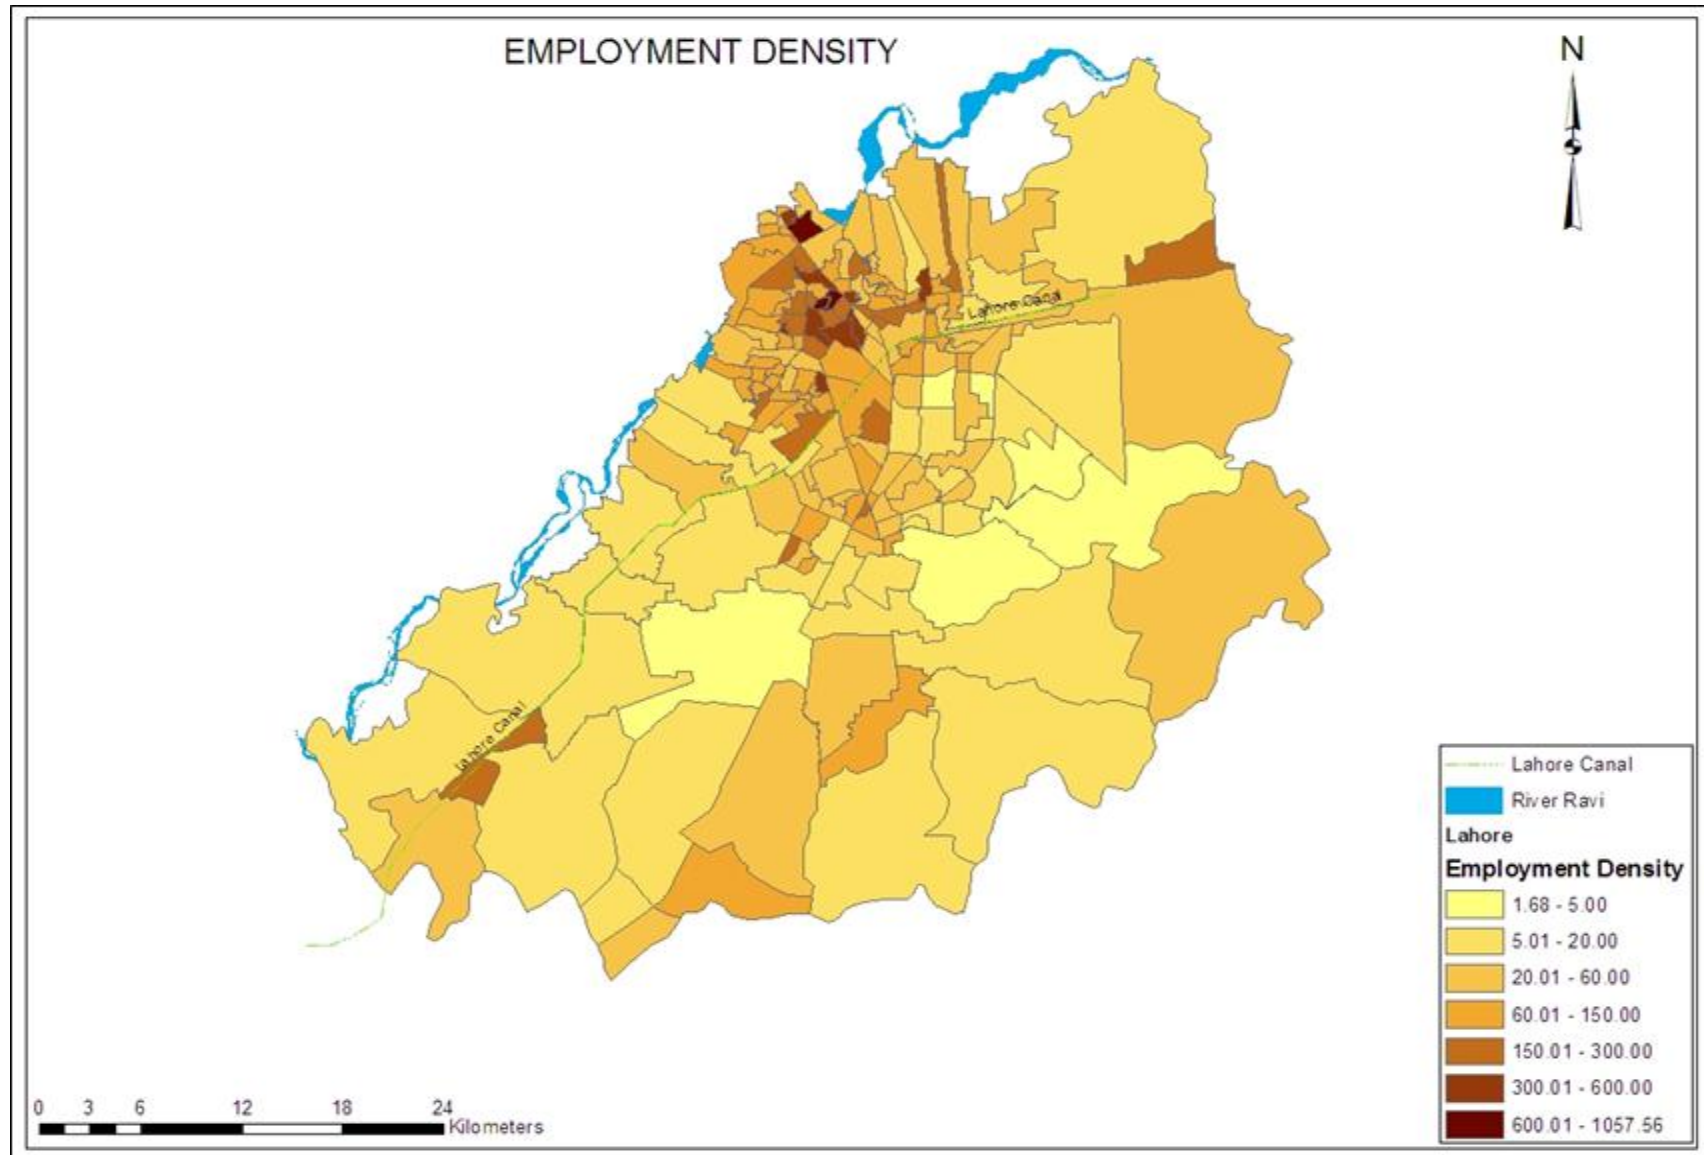 EMPLOYMENT DENSITY
N
Lahore Canal
Lahore Canal
Lahore Canal
River Ravi
Lahore
Employment Density
1.68 - 5.00
5.01 - 20.00
20.01 - 60.00
60.01 - 150.00
150.01 - 300.00
300.01 - 600.00
600.01 - 1057.56
0 3 6 12 18 24
Kilometers